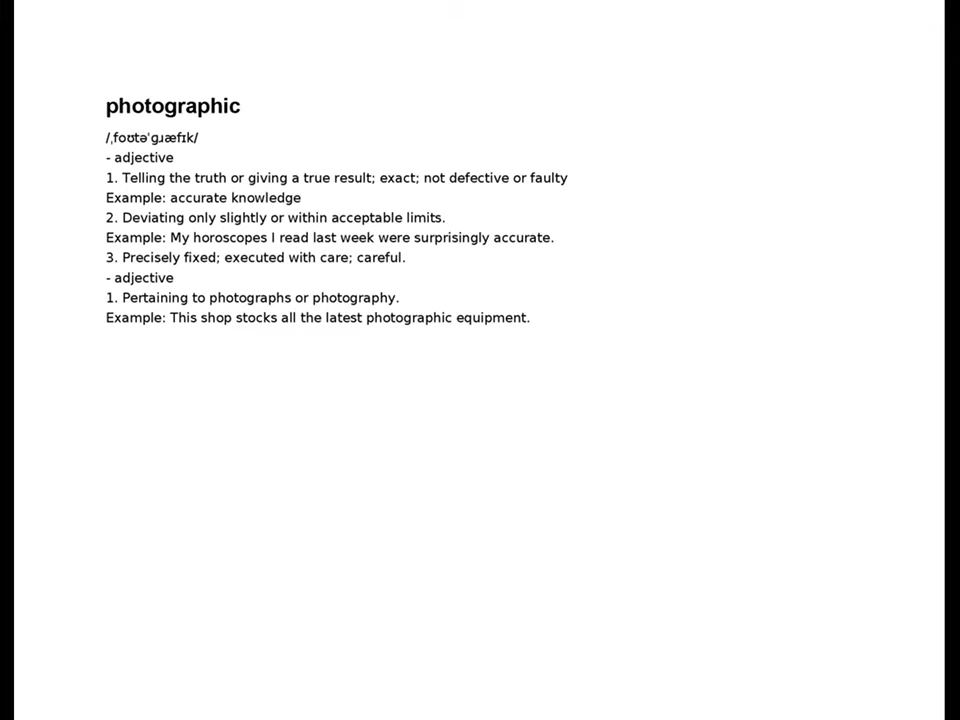 photographic
/ˌfoʊtəˈɡɹæfɪk/
- adjective
1. Telling the truth or giving a true result; exact; not defective or faulty
Example: accurate knowledge
2. Deviating only slightly or within acceptable limits.
Example: My horoscopes I read last week were surprisingly accurate.
3. Precisely fixed; executed with care; careful.
- adjective
1. Pertaining to photographs or photography.
Example: This shop stocks all the latest photographic equipment.